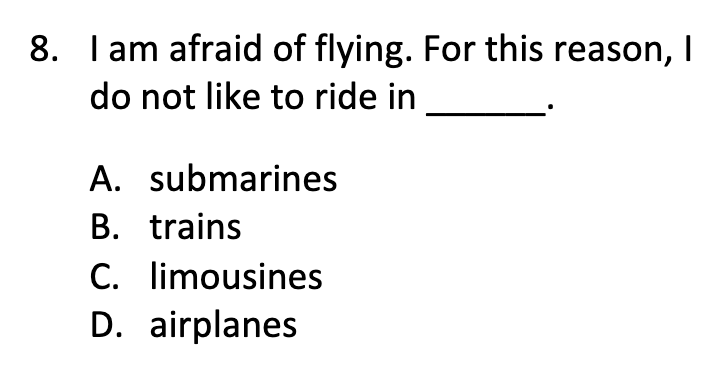 8. I am afraid of flying. For this reason, I
do not like to ride in ______.
A. submarines
B. trains
C. limousines
D. airplanes